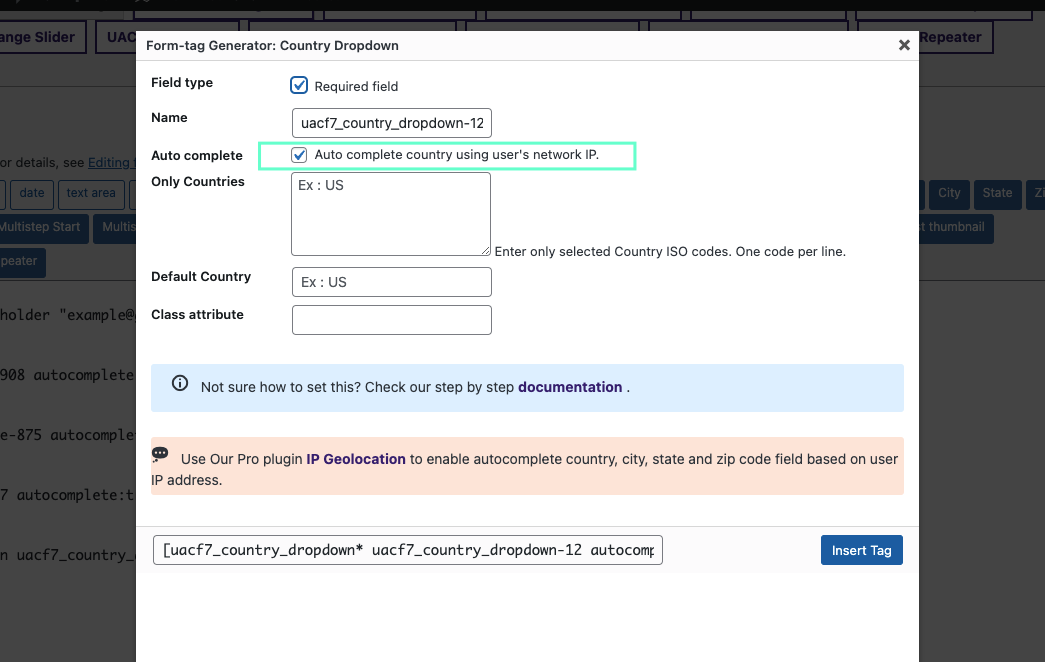 ange Slider
UAC
Repeater
Form-tag Generator: Country Dropdown
Field type
Required field
Name
uacf7_country_dropdown-12
Auto complete
Auto complete country using user's network IP.
or details, see Editing
Only Countries
Ex : US
date
text area
City
State
Multistep Start
Multis
t thumbnail
peater
Enter only selected Country ISO codes. One code per line.
Default Country
Ex : US
holder "example@
Class attribute
908 autocomplete
Not sure how to set this? Check our step by step documentation .
e-875 autocomple
Use Our Pro plugin IP Geolocation to enable autocomplete country, city, state and zip code field based on user
IP address.
7 autocomplete:t
n uacf7_country_
[uacf7_country_dropdown* uacf7_country_dropdown-12 autocomp
Insert Tag